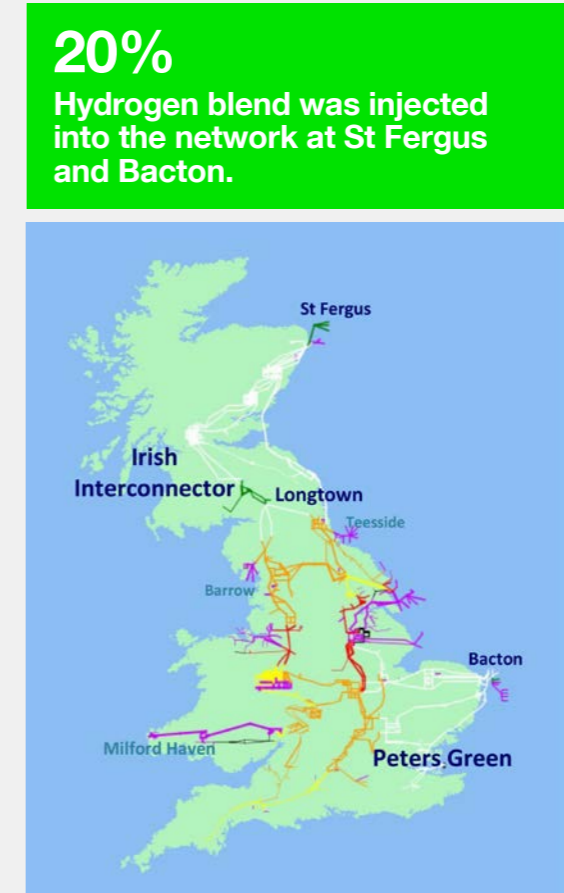 20%
Hydrogen blend was injected
into the network at St Fergus
and Bacton.
St Fergus
Irish
Interconnector
Longtown
Teesside
Barrow
Bacton
Milford Haven
Peters Green